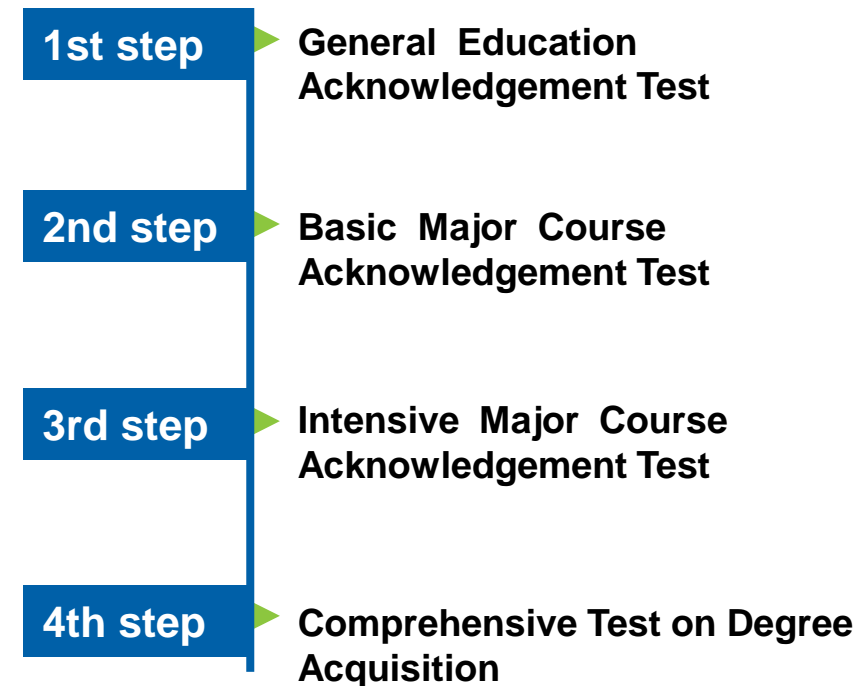 1st step
General Education
Acknowledgement Test
2nd step
Basic Major Course
Acknowledgement Test
3rd step
Intensive Major Course
Acknowledgement Test
4th step
Comprehensive Test on Degree
Acquisition